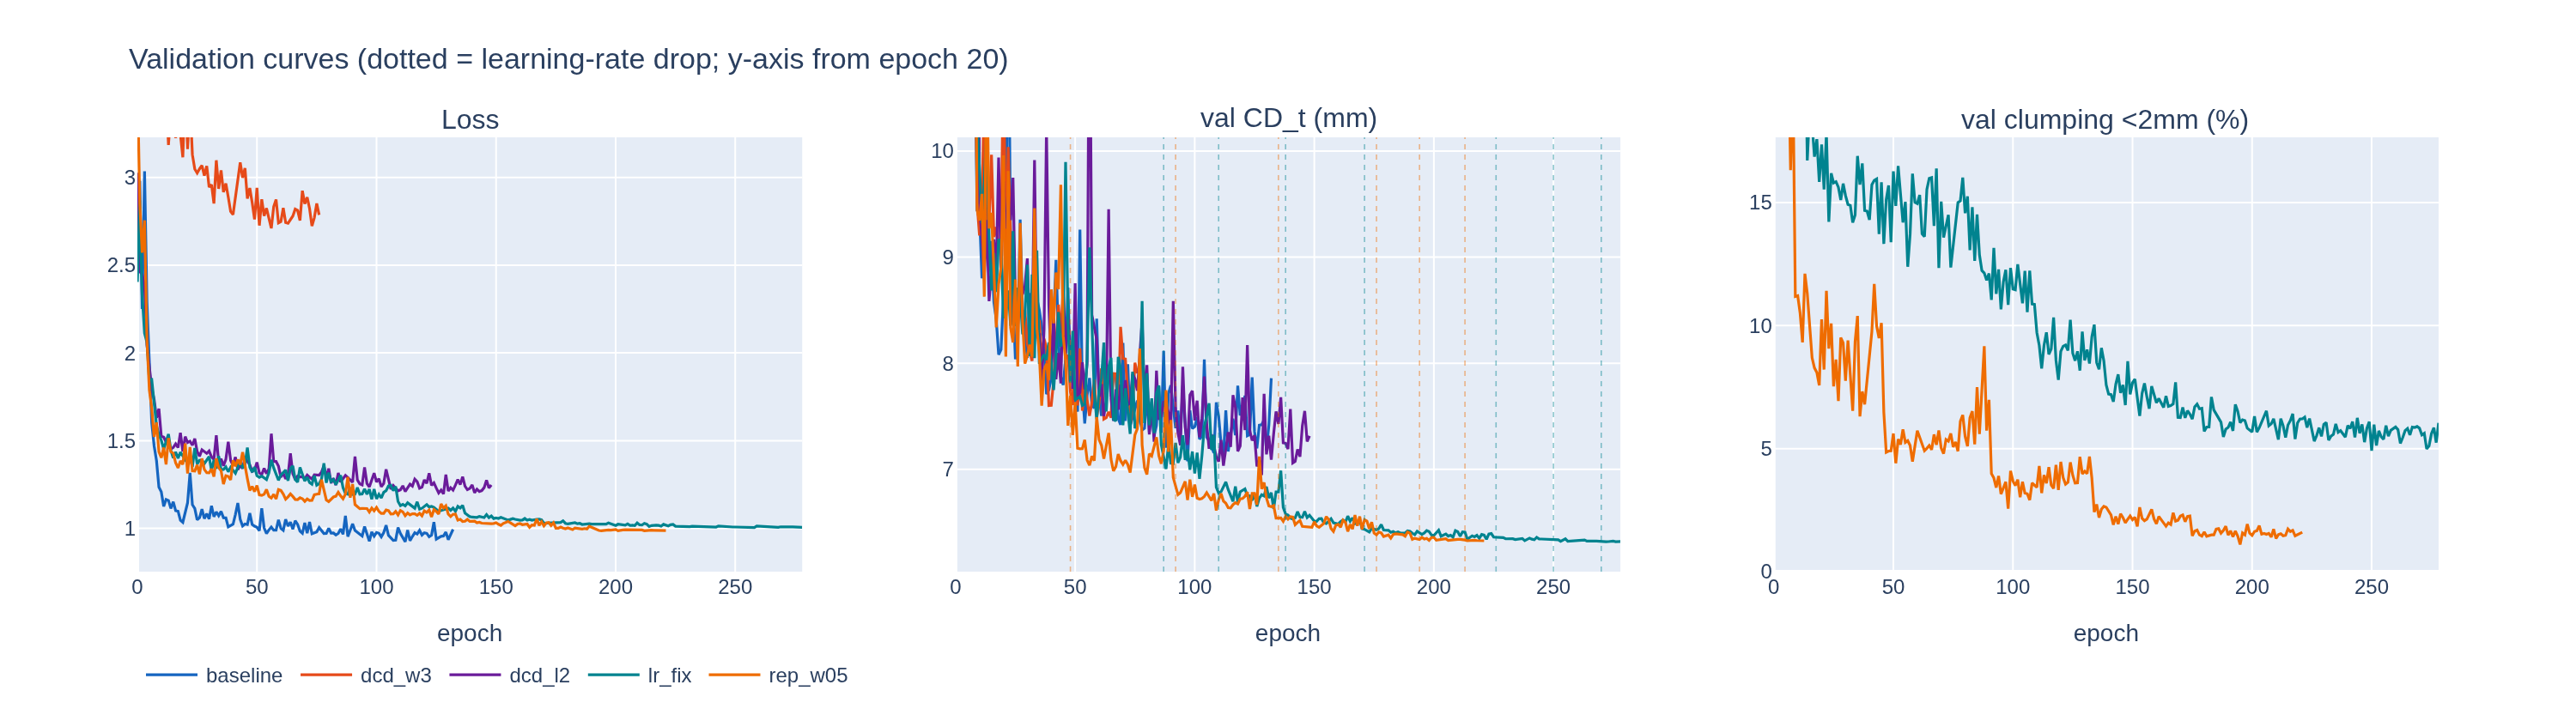 Validation curves (dotted = learning-rate drop; y-axis from epoch 20)
Loss
val CD_t (mm)
val clumping <2mm (%)
3
2.5
2
1.5
1
0 50 100 150 200 250
epoch
10
9
8
7
0 50 100 150 200 250
epoch
15
10
5
0
0 50 100 150 200 250
epoch
baseline dcd_w3 dcd_l2 lr_fix rep_w05